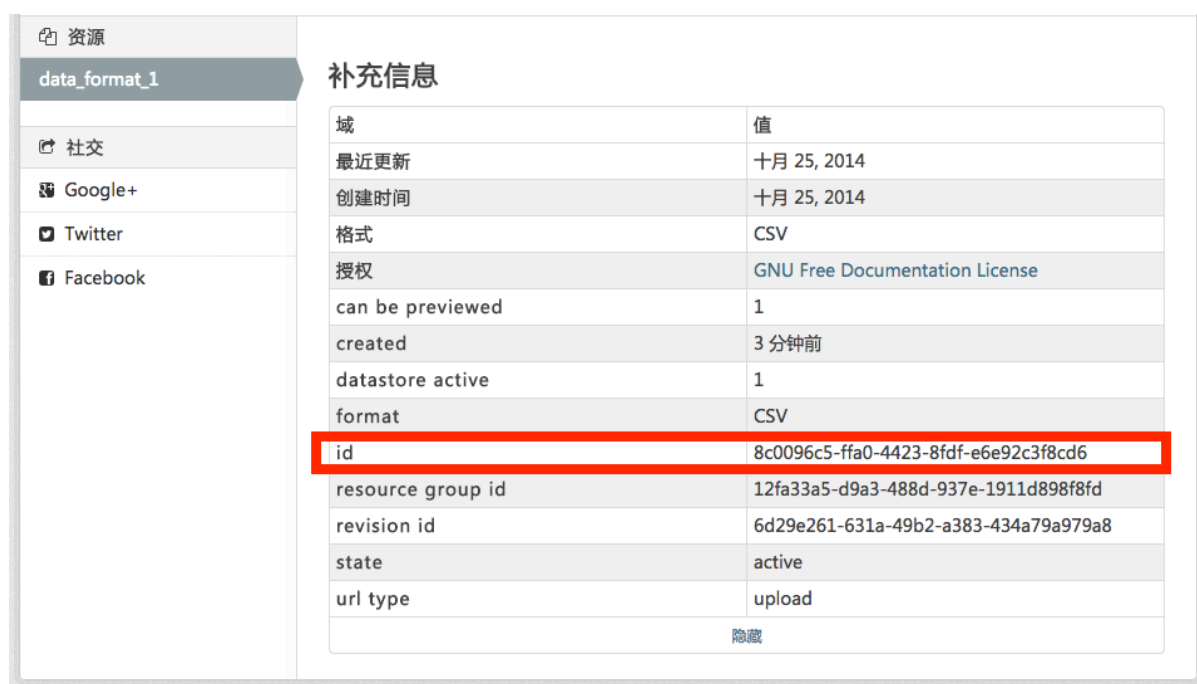 资源
data_format_1
社交
Google+
Twitter
Facebook
补充信息
域 值
最近更新 十月 25, 2014
创建时间 十月 25, 2014
格式 CSV
授权 GNU Free Documentation License
can be previewed 1
created 3 分钟前
datastore active 1
format CSV
id 8c0096c5-ffa0-4423-8fdf-e6e92c3f8cd6
resource group id 12fa33a5-d9a3-488d-937e-1911d898f8fd
revision id 6d29e261-631a-49b2-a383-434a79a979a8
state active
url type upload
隐藏